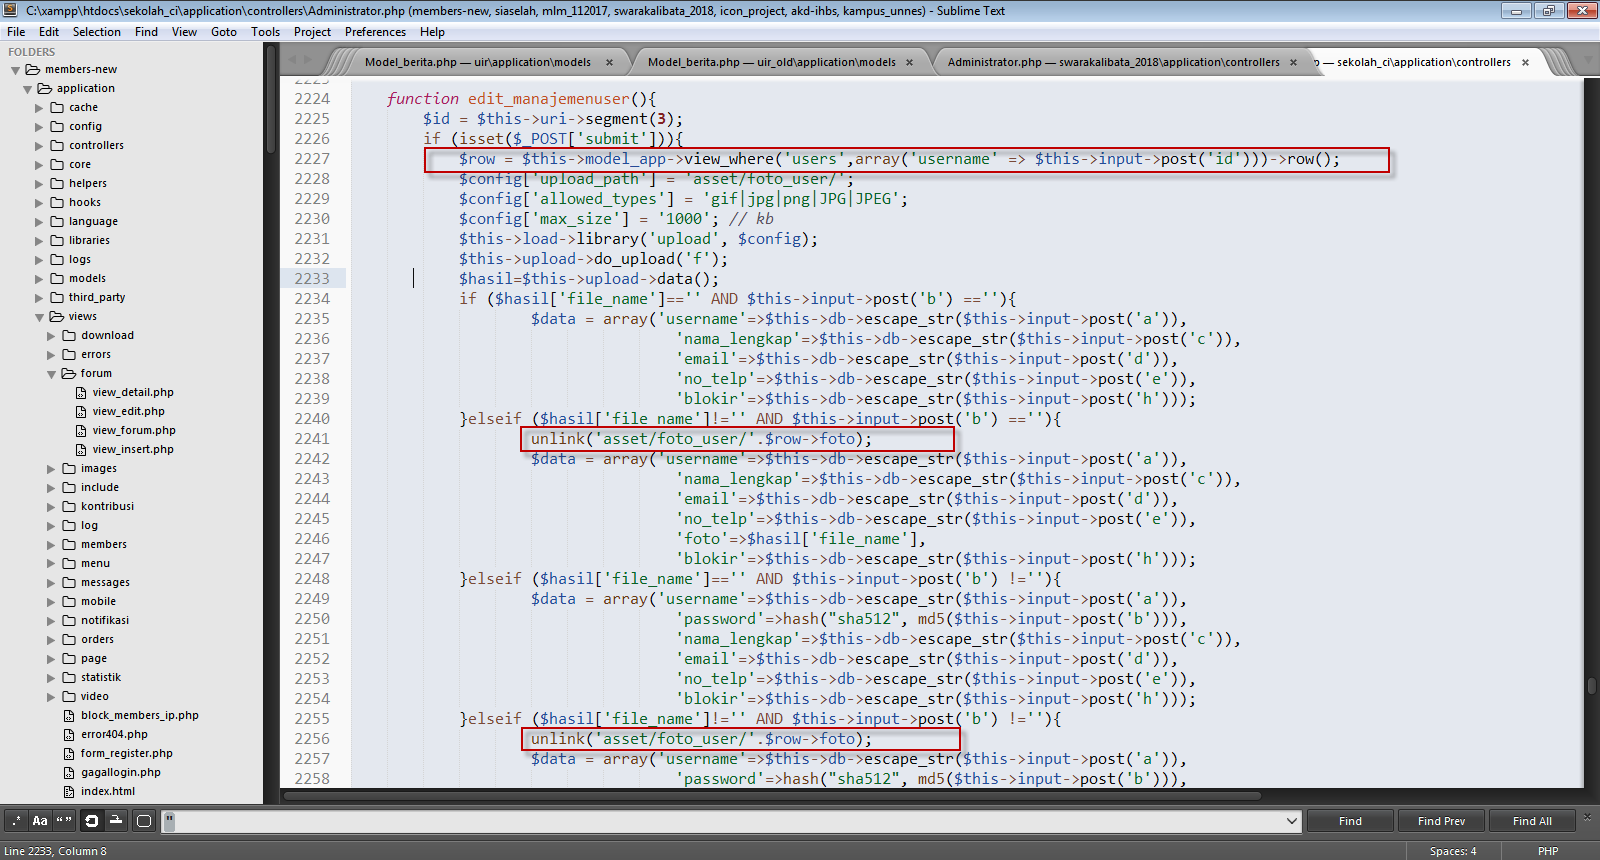 C:\xampp\htdocs\sekolah_ci\application\controllers\Administrator.php (members-new, siaselah, mlm_112017, swarakalibata_2018, icon_project, akd-ihbs, kampus_unnes) - Sublime Text
File Edit Selection Find View Goto Tools Project Preferences Help
FOLDERS
members-new
application
cache
config
controllers
core
helpers
hooks
language
libraries
logs
models
third_party
views
download
errors
forum
view_detail.php
view_edit.php
view_forum.php
view_insert.php
images
include
kontribusi
log
members
menu
messages
mobile
notifikasi
orders
page
statistik
video
block_members_ip.php
error404.php
form_register.php
gagallogin.php
index.html
Model_berita.php — uir\application\models × Model_berita.php — uir_old\application\models × Administrator.php — swarakalibata_2018\application\controllers × p — sekolah_ci\application\controllers ×
2223
2224 function edit_manajemenuser(){
2225 $id = $this->uri->segment(3);
2226 if (isset($_POST['submit'])){
2227 $row = $this->model_app->view_where('users',array('username' => $this->input->post('id')))->row();
2228 $config['upload_path'] = 'asset/foto_user/';
2229 $config['allowed_types'] = 'gif|jpg|png|JPG|JPEG';
2230 $config['max_size'] = '1000'; // kb
2231 $this->load->library('upload', $config);
2232 $this->upload->do_upload('f');
2233 $hasil=$this->upload->data();
2234 if ($hasil['file_name']=='' AND $this->input->post('b') ==''){
2235 $data = array('username'=>$this->db->escape_str($this->input->post('a')),
2236 'nama_lengkap'=>$this->db->escape_str($this->input->post('c')),
2237 'email'=>$this->db->escape_str($this->input->post('d')),
2238 'no_telp'=>$this->db->escape_str($this->input->post('e')),
2239 'blokir'=>$this->db->escape_str($this->input->post('h')));
2240 }elseif ($hasil['file_name']!='' AND $this->input->post('b') ==''){
2241 unlink('asset/foto_user/'.$row->foto);
2242 $data = array('username'=>$this->db->escape_str($this->input->post('a')),
2243 'nama_lengkap'=>$this->db->escape_str($this->input->post('c')),
2244 'email'=>$this->db->escape_str($this->input->post('d')),
2245 'no_telp'=>$this->db->escape_str($this->input->post('e')),
2246 'foto'=>$hasil['file_name'],
2247 'blokir'=>$this->db->escape_str($this->input->post('h')));
2248 }elseif ($hasil['file_name']=='' AND $this->input->post('b') !=''){
2249 $data = array('username'=>$this->db->escape_str($this->input->post('a')),
2250 'password'=>hash("sha512", md5($this->input->post('b'))),
2251 'nama_lengkap'=>$this->db->escape_str($this->input->post('c')),
2252 'email'=>$this->db->escape_str($this->input->post('d')),
2253 'no_telp'=>$this->db->escape_str($this->input->post('e')),
2254 'blokir'=>$this->db->escape_str($this->input->post('h')));
2255 }elseif ($hasil['file_name']!='' AND $this->input->post('b') !=''){
2256 unlink('asset/foto_user/'.$row->foto);
2257 $data = array('username'=>$this->db->escape_str($this->input->post('a')),
2258 'password'=>hash("sha512", md5($this->input->post('b'))),
.* Aa “” " Find Find Prev Find All ×
Line 2233, Column 8 Spaces: 4 PHP